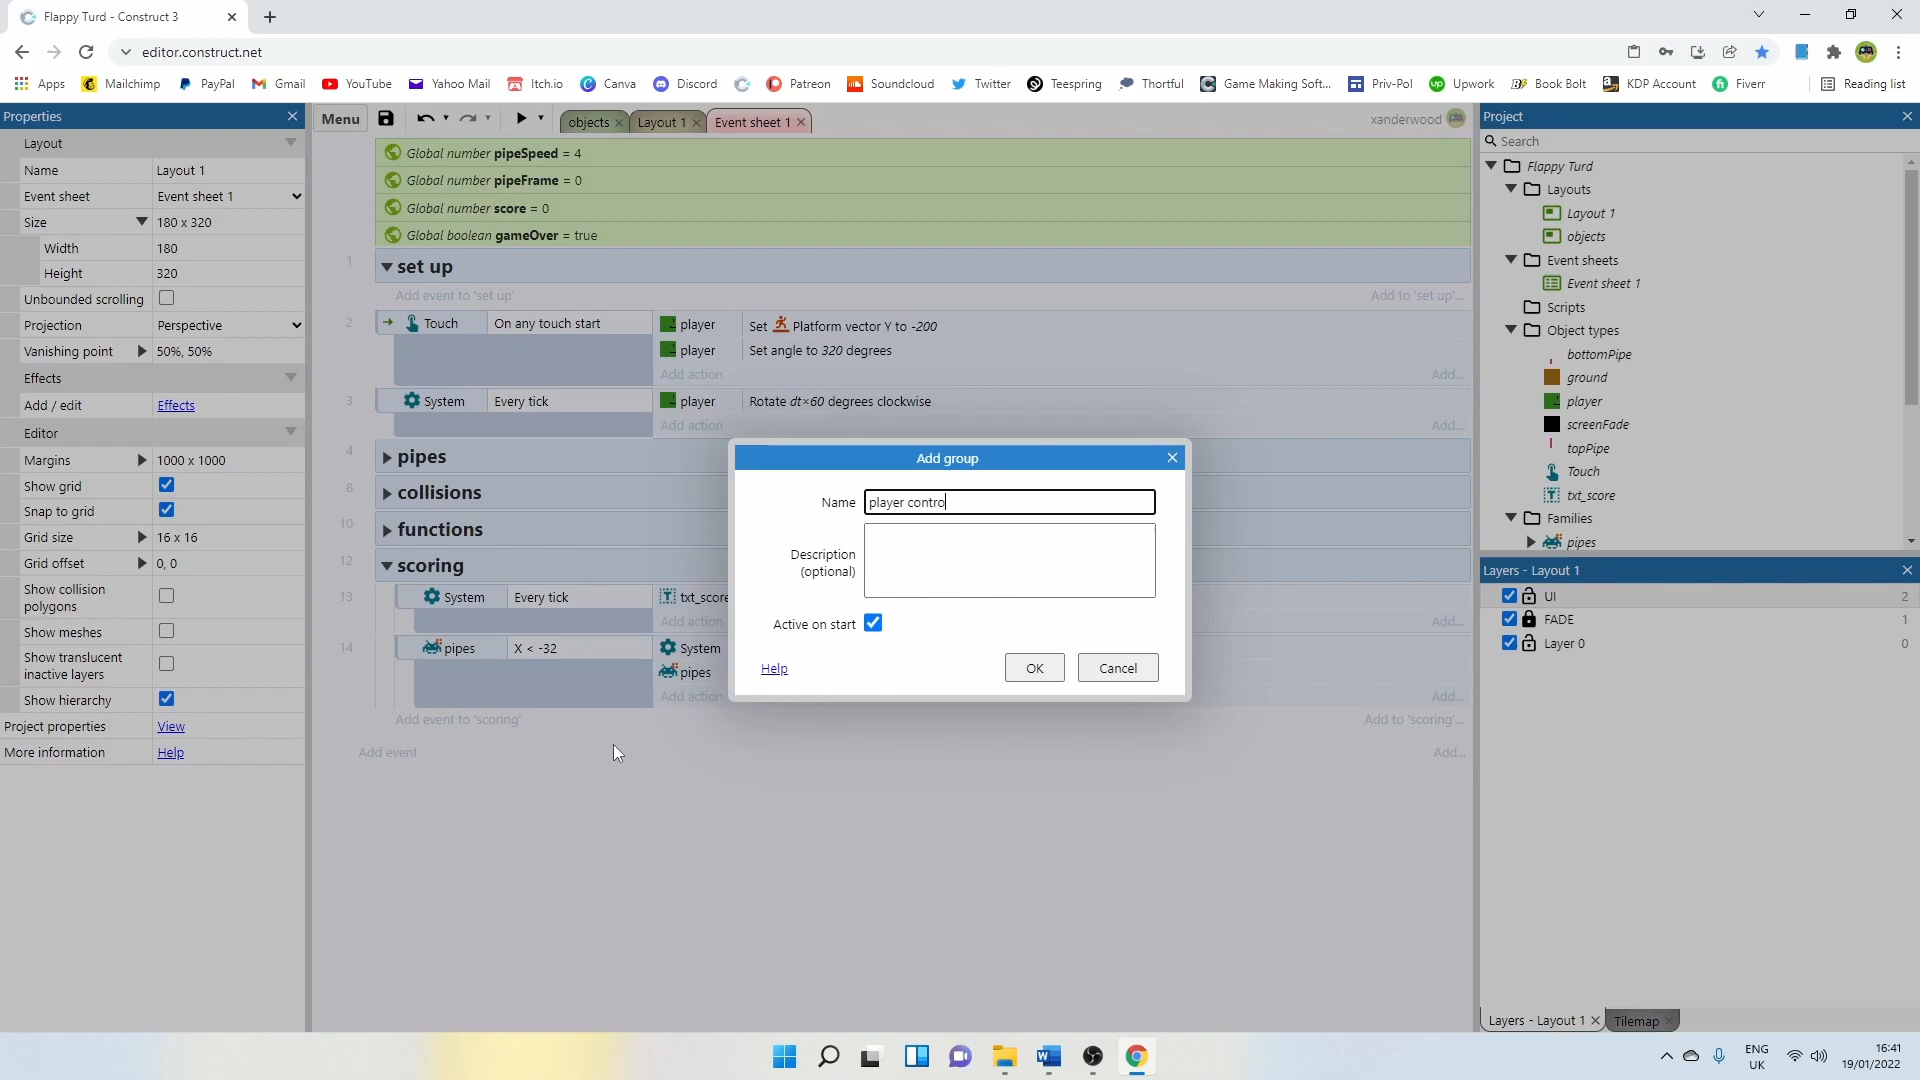 Flappy Turd - Construct 3
editor.construct.net
Apps Mailchimp PayPal Gmail YouTube Yahoo Mail Itch.io Canva Discord Patreon Soundcloud Twitter Teespring Thortful Game Making Soft... Priv-Pol Upwork Book Bolt KDP Account Fiverr Reading list
Properties
Layout
Name Layout 1
Event sheet Event sheet 1
Size 180 x 320
Width 180
Height 320
Unbounded scrolling
Projection Perspective
Vanishing point 50%, 50%
Effects
Add / edit Effects
Editor
Margins 1000 x 1000
Show grid
Snap to grid
Grid size 16 x 16
Grid offset 0, 0
Show collision
polygons
Show meshes
Show translucent
inactive layers
Show hierarchy
Project properties View
More information Help
Menu
objects Layout 1 Event sheet 1
xanderwood
Global number pipeSpeed = 4
Global number pipeFrame = 0
Global number score = 0
Global boolean gameOver = true
1 set up
Add event to 'set up' Add to 'set up'...
2 Touch On any touch start player Set Platform vector Y to -200
player Set angle to 320 degrees
Add action Add...
3 System Every tick player Rotate dt×60 degrees clockwise
Add action Add...
4 pipes
8 collisions
10 functions
12 scoring
13 System Every tick txt_score
Add action Add...
14 pipes X < -32 System
pipes
Add action Add...
Add event to 'scoring' Add to 'scoring'...
Add event Add...
Add group
Name player contro
Description
(optional)
Active on start
Help OK Cancel
Project
Search
Flappy Turd
Layouts
Layout 1
objects
Event sheets
Event sheet 1
Scripts
Object types
bottomPipe
ground
player
screenFade
topPipe
Touch
txt_score
Families
pipes
Layers - Layout 1
UI 2
FADE 1
Layer 0 0
Layers - Layout 1 Tilemap
ENG
UK
16:41
19/01/2022